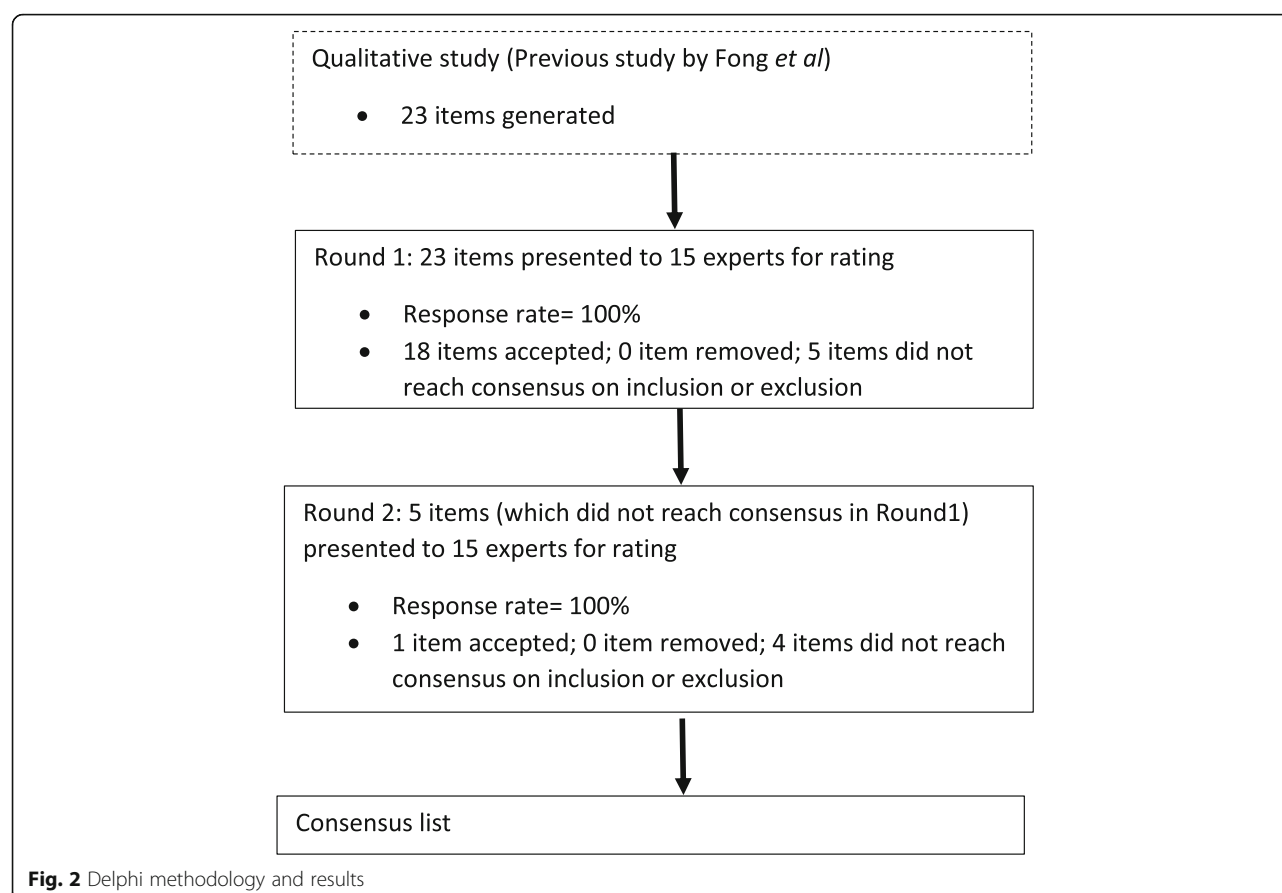 Qualitative study (Previous study by Fong et al)
• 23 items generated
Round 1: 23 items presented to 15 experts for rating
• Response rate= 100%
• 18 items accepted; 0 item removed; 5 items did not
reach consensus on inclusion or exclusion
Round 2: 5 items (which did not reach consensus in Round1)
presented to 15 experts for rating
• Response rate= 100%
• 1 item accepted; 0 item removed; 4 items did not reach
consensus on inclusion or exclusion
Consensus list
Fig. 2 Delphi methodology and results